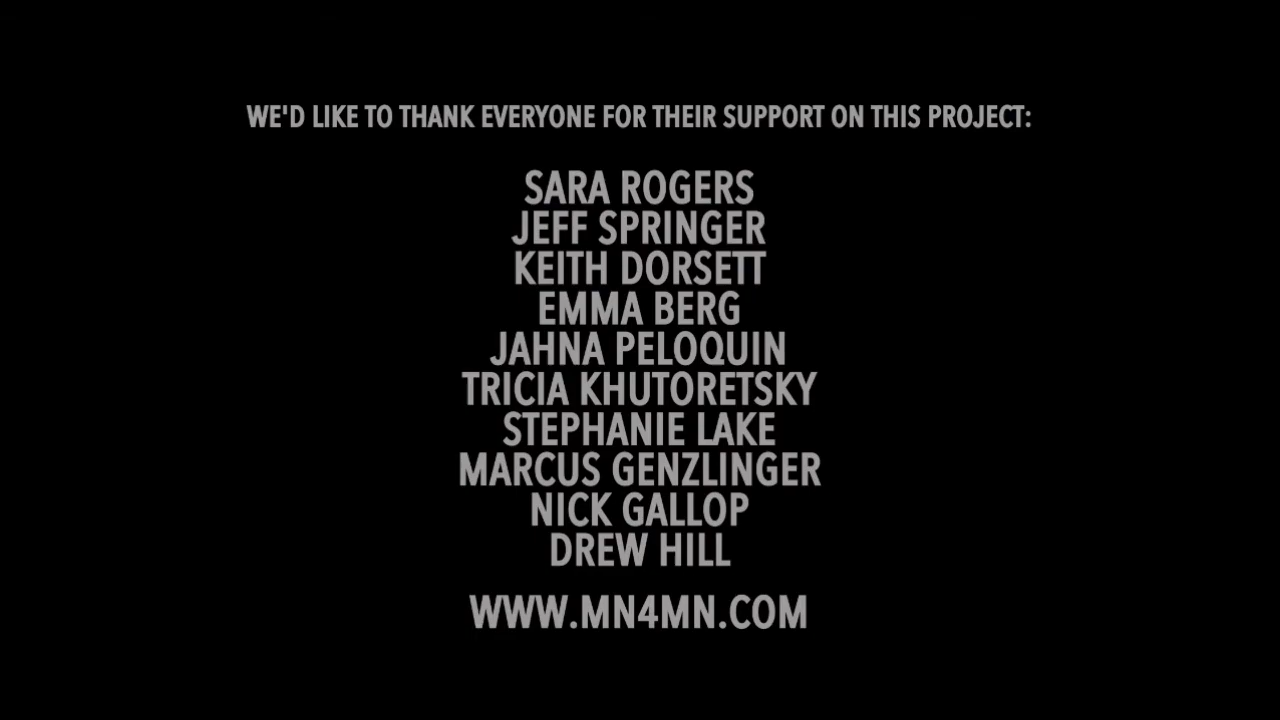 WE'D LIKE TO THANK EVERYONE FOR THEIR SUPPORT ON THIS PROJECT:
SARA ROGERS
JEFF SPRINGER
KEITH DORSETT
EMMA BERG
JAHNA PELOQUIN
TRICIA KHUTORETSKY
STEPHANIE LAKE
MARCUS GENZLINGER
NICK GALLOP
DREW HILL
WWW.MN4MN.COM